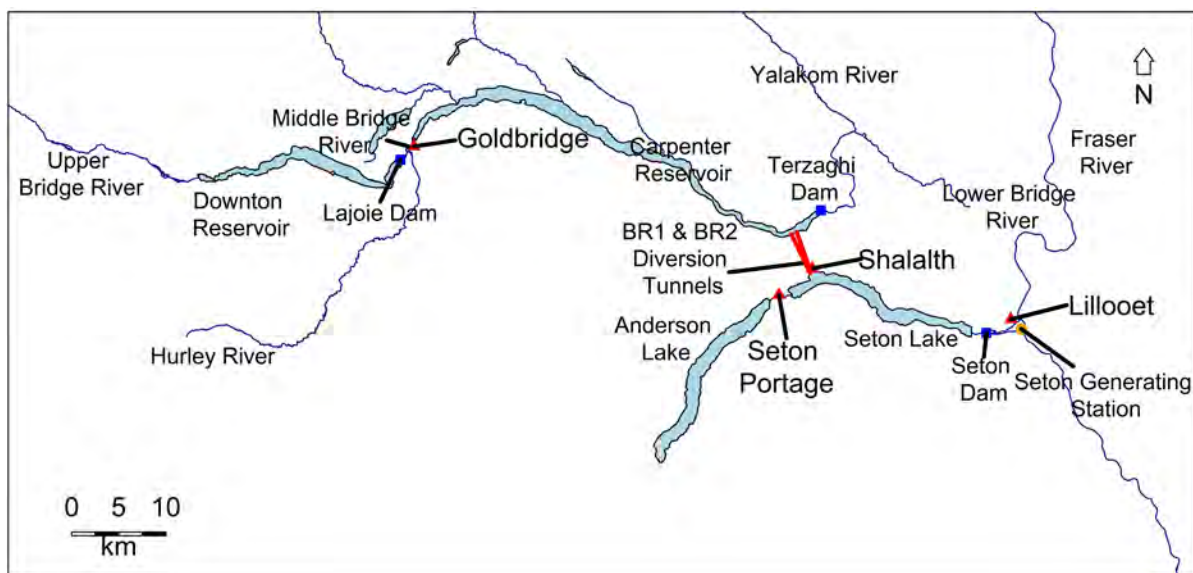 Yalakom River
N
Middle Bridge
River
Goldbridge
Fraser
River
Upper
Bridge River
Carpenter
Reservoir
Terzaghi
Dam
Downton
Reservoir
Lajoie Dam
Lower Bridge
River
BR1 & BR2
Diversion
Tunnels
Shalalth
Lillooet
Anderson
Lake
Seton Lake
Hurley River
Seton
Portage
Seton
Dam
Seton Generating
Station
0 5 10
km